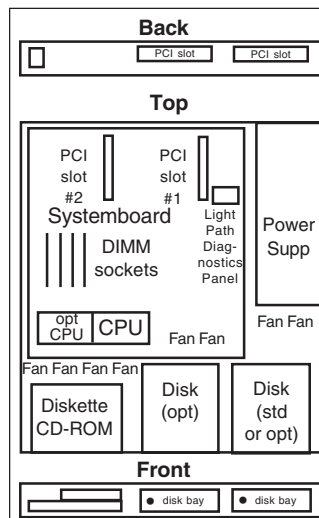 Back
PCI slot PCI slot
Top
PCI
slot
#2
PCI
slot
#1
Systemboard
DIMM
sockets
Light
Path
Diag-
nostics
Panel
Power
Supp
opt
CPU
CPU
Fan Fan
Fan Fan
Fan Fan Fan Fan
Diskette
CD-ROM
Disk
(opt)
Disk
(std
or opt)
Front
disk bay disk bay